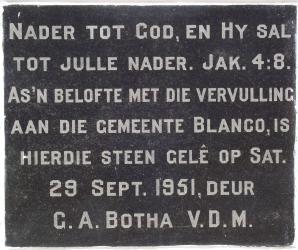 NADER TOT GOD, EN HY SAL
TOT JULLE NADER. JAK. 4:8.
AS'N BELOFTE MET DIE VERVULLING
AAN DIE GEMEENTE BLANCO, IS
HIERDIE STEEN GELÊ OP SAT.
29 SEPT. 1951, DEUR
G. A. BOTHA V.D.M.